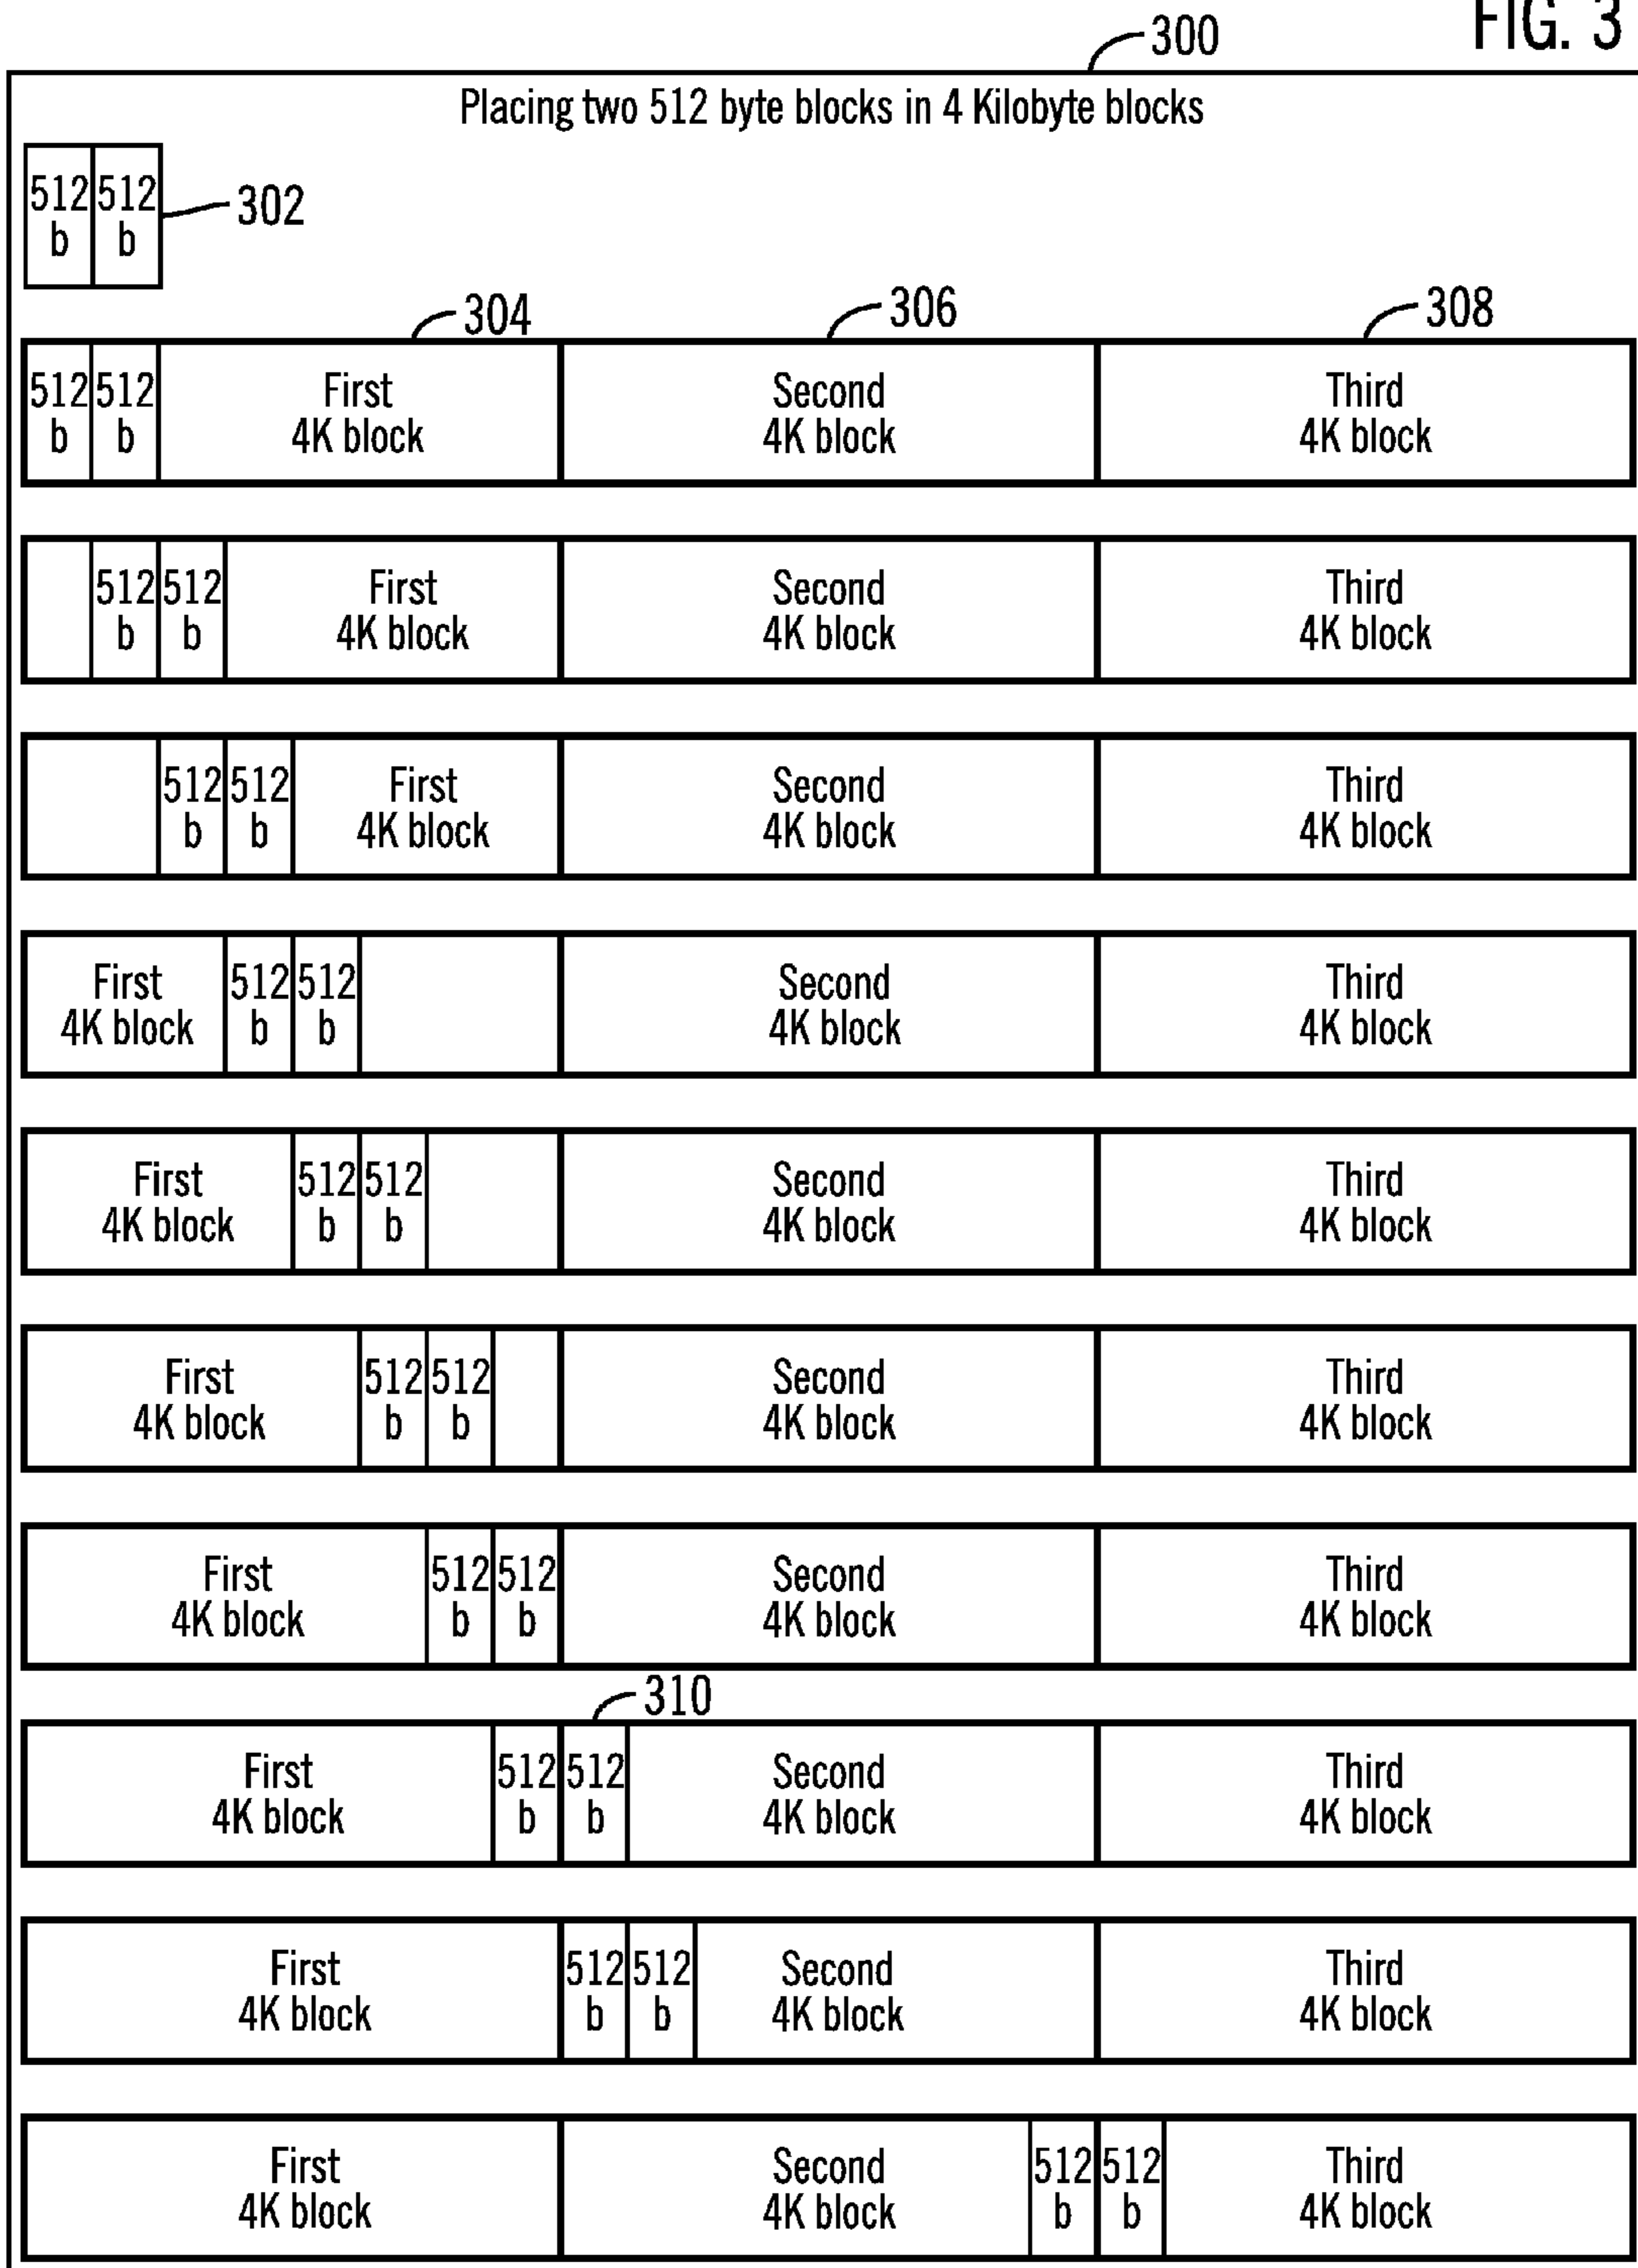 FIG. 3
300
Placing two 512 byte blocks in 4 Kilobyte blocks
512 512
b b
302
304 306 308
512 512 First Second Third
b b 4K block 4K block 4K block
512 512 First Second Third
b b 4K block 4K block 4K block
512 512 First Second Third
b b 4K block 4K block 4K block
First 512 512 Second Third
4K block b b 4K block 4K block
First 512 512 Second Third
4K block b b 4K block 4K block
First 512 512 Second Third
4K block b b 4K block 4K block
First 512 512 Second Third
4K block b b 4K block 4K block
310
First 512 512 Second Third
4K block b b 4K block 4K block
First 512 512 Second Third
4K block b b 4K block 4K block
First Second 512 512 Third
4K block 4K block b b 4K block